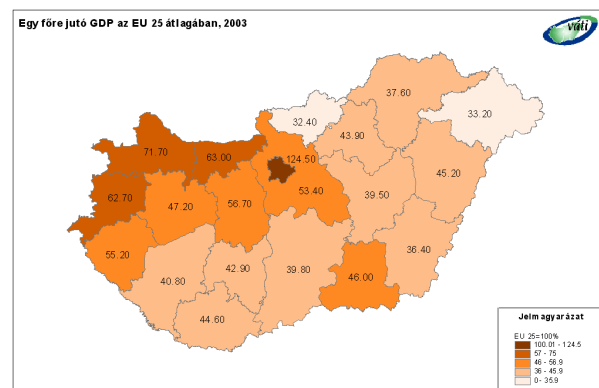 Egy főre jutó GDP az EU 25 átlagában, 2003
váti
37.60
33.20
32.40
43.90
71.70
63.00
124.50
45.20
62.70
47.20
56.70
53.40
39.50
55.20
36.40
40.80
42.90
39.80
46.00
44.60
Jelmagyarázat
EU 25=100%
100.01 - 124.5
57 - 75
46 - 56.9
36 - 45.9
0 - 35.9